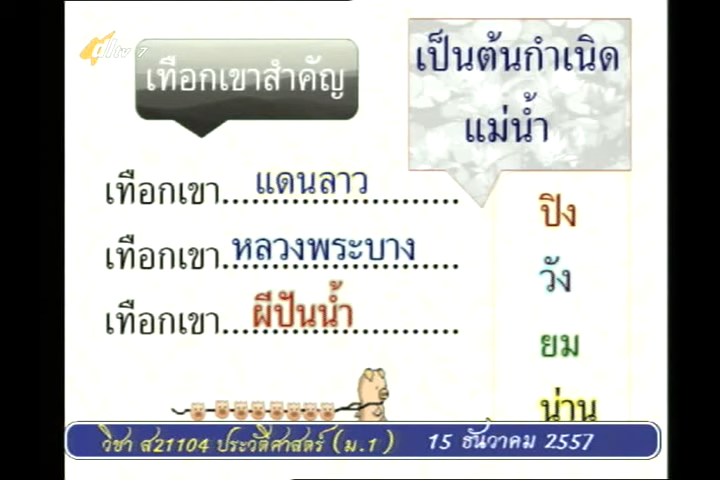 dltv 7
เทือกเขาสำคัญ
เป็นต้นกำเนิด
แม่น้ำ
เทือกเขา....แดนลาว....................
เทือกเขา.หลวงพระบาง.....
เทือกเขา....ผีปันน้ำ....................
ปิง
วัง
ยม
น่าน
วิชา ส21104 ประวัติศาสตร์ (ม.1) 15 ธันวาคม 2557